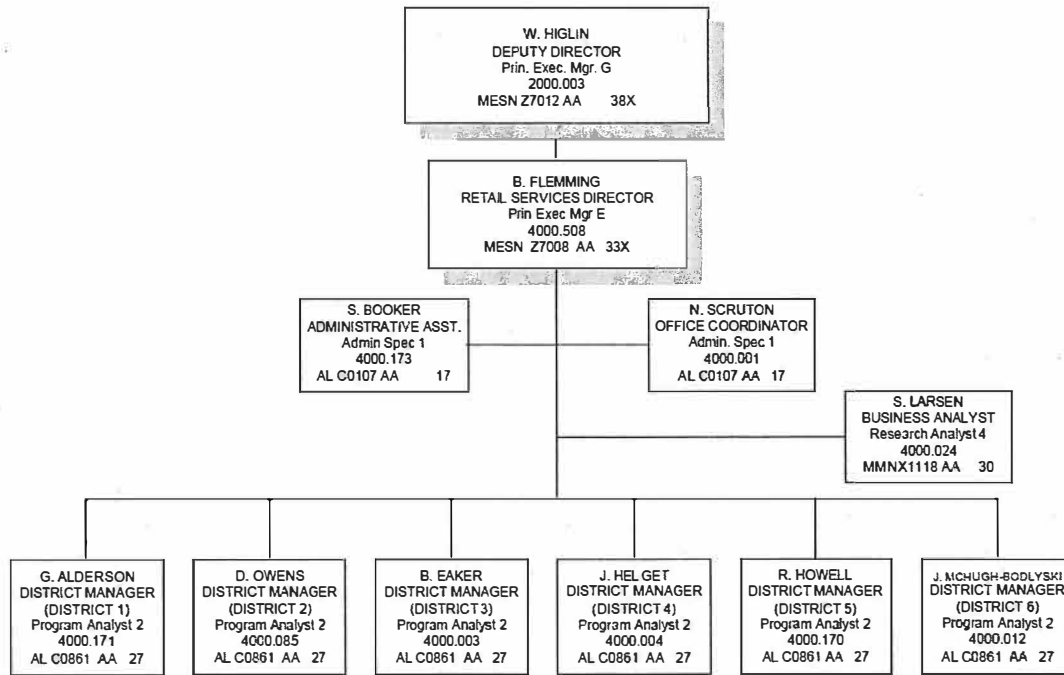 W. HIGLIN
DEPUTY DIRECTOR
Prin. Exec. Mgr. G
2000.003
MESN Z7012 AA 38X
B. FLEMMING
RETAIL SERVICES DIRECTOR
Prin Exec Mgr E
4000.508
MESN Z7008 AA 33X
S. BOOKER
ADMINISTRATIVE ASST.
Admin Spec 1
4000.173
AL C0107 AA 17
N. SCRUTON
OFFICE COORDINATOR
Admin. Spec 1
4000.001
AL C0107 AA 17
S. LARSEN
BUSINESS ANALYST
Research Analyst 4
4000.024
MMNX1118 AA 30
G. ALDERSON
DISTRICT MANAGER
(DISTRICT 1)
Program Analyst 2
4000.171
AL C0861 AA 27
D. OWENS
DISTRICT MANAGER
(DISTRICT 2)
Program Analyst 2
4000.085
AL C0861 AA 27
B. EAKER
DISTRICT MANAGER
(DISTRICT 3)
Program Analyst 2
4000.003
AL C0861 AA 27
J. HELGET
DISTRICT MANAGER
(DISTRICT 4)
Program Analyst 2
4000.004
AL C0861 AA 27
R. HOWELL
DISTRICT MANAGER
(DISTRICT 5)
Program Analyst 2
4000.170
AL C0861 AA 27
J. MCHUGH-BODLYSKI
DISTRICT MANAGER
(DISTRICT 6)
Program Analyst 2
4000.012
AL C0861 AA 27